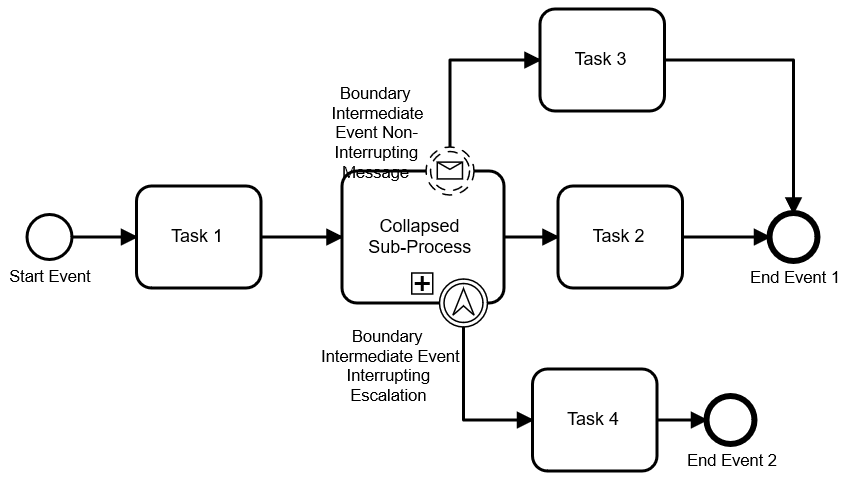 Task 3
Boundary
Intermediate
Event Non-
Interrupting
Message
Start Event
Task 1
Collapsed
Sub-Process
Task 2
End Event 1
Boundary
Intermediate Event
Interrupting
Escalation
Task 4
End Event 2